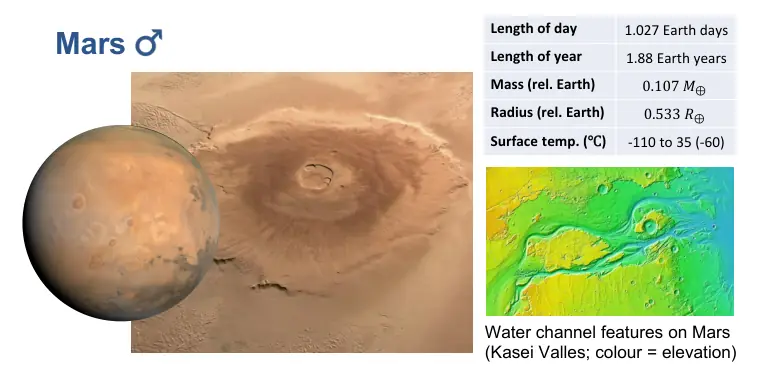 Mars ♂
Length of day 1.027 Earth days
Length of year 1.88 Earth years
Mass (rel. Earth) 0.107 M⊕
Radius (rel. Earth) 0.533 R⊕
Surface temp. (℃) -110 to 35 (-60)
Water channel features on Mars
(Kasei Valles; colour = elevation)